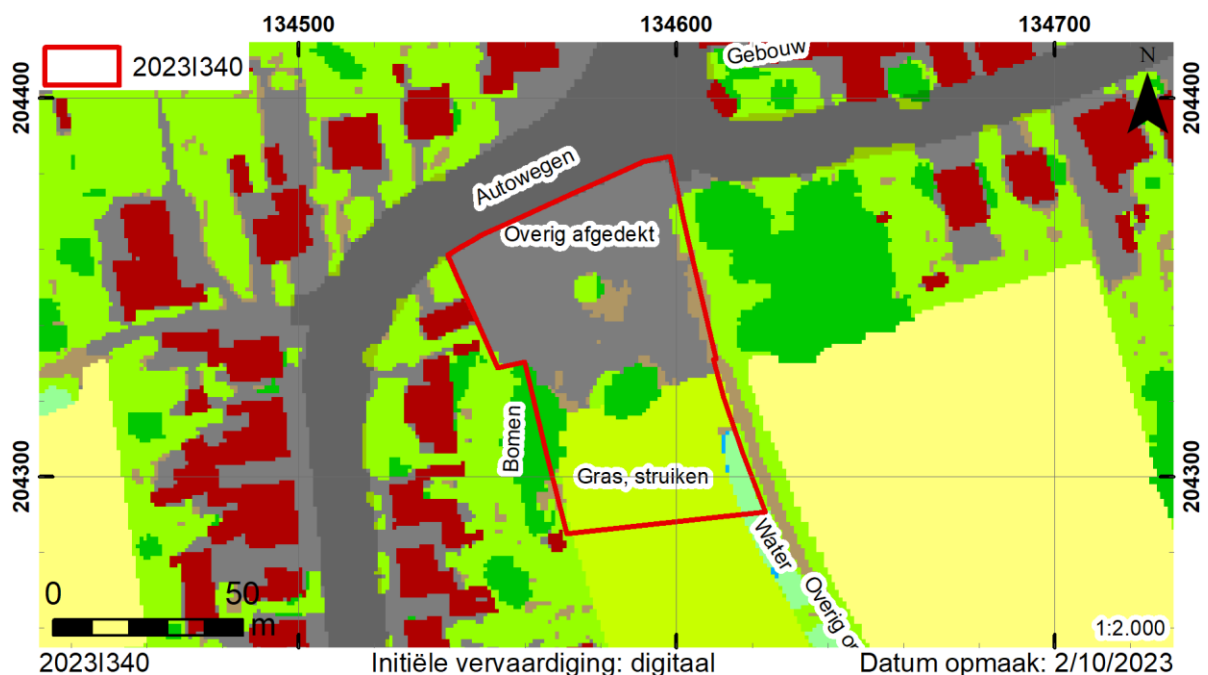 134500 134600 134700
2023I340
Gebouw
N
204400
204400
Autowegen
Overig afgedekt
Bomen
Gras, struiken
204300
204300
Water
Overig o
0 50
m
1:2.000
2023I340 Initiële vervaardiging: digitaal Datum opmaak: 2/10/2023